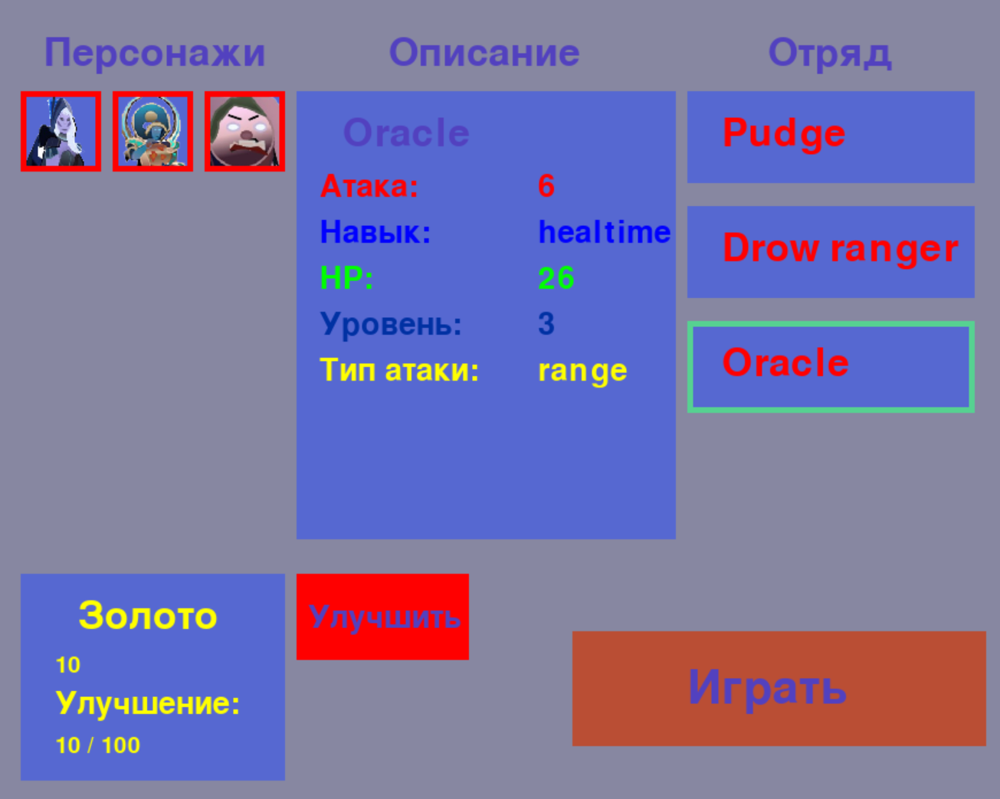 Персонажи
Описание
Отряд
Oracle
Атака: 6
Навык: healtime
HP: 26
Уровень: 3
Тип атаки: range
Pudge
Drow ranger
Oracle
Золото
10
Улучшение:
10 / 100
Улучшить
Играть